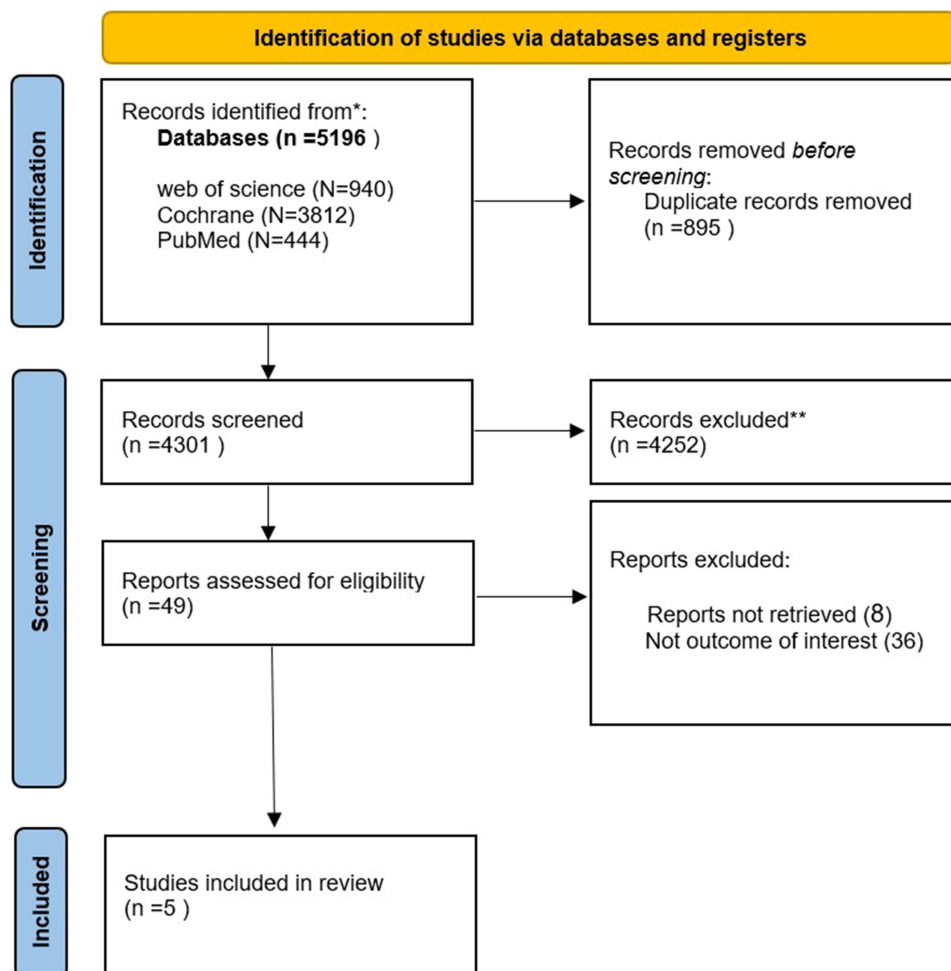 Identification of studies via databases and registers
Identification
Records identified from*:
Databases (n =5196 )
web of science (N=940)
Cochrane (N=3812)
PubMed (N=444)
Records removed before
screening:
Duplicate records removed
(n =895 )
Screening
Records screened
(n =4301 )
Records excluded**
(n =4252)
Reports assessed for eligibility
(n =49)
Reports excluded:
Reports not retrieved (8)
Not outcome of interest (36)
Included
Studies included in review
(n =5 )